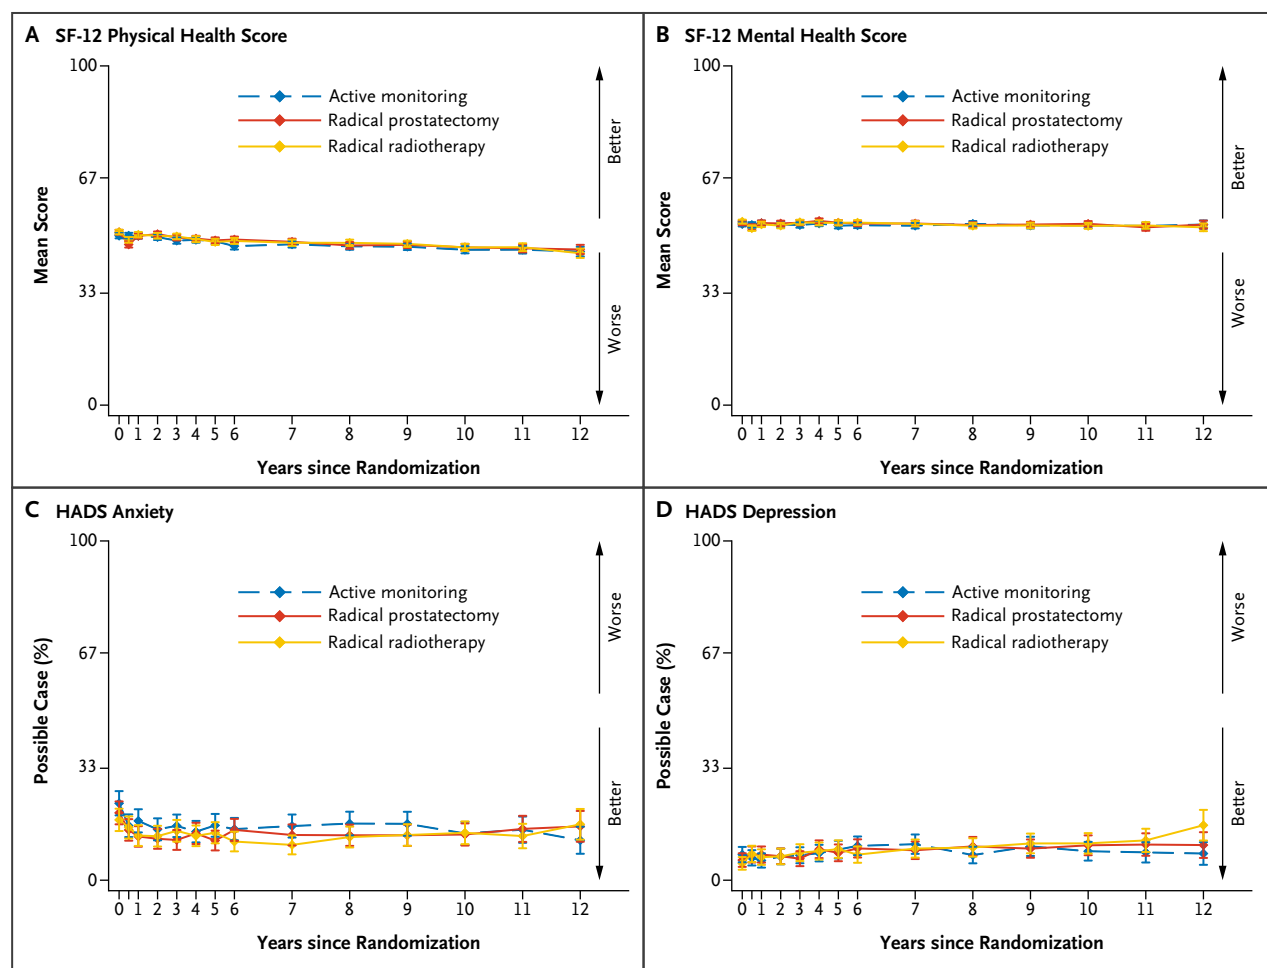 A SF-12 Physical Health Score
100
67
33
0
Mean Score
Active monitoring
Radical prostatectomy
Radical radiotherapy
Better
Worse
0 1 2 3 4 5 6 7 8 9 10 11 12
Years since Randomization
B SF-12 Mental Health Score
100
67
33
0
Mean Score
Active monitoring
Radical prostatectomy
Radical radiotherapy
Better
Worse
0 1 2 3 4 5 6 7 8 9 10 11 12
Years since Randomization
C HADS Anxiety
100
67
33
0
Possible Case (%)
Active monitoring
Radical prostatectomy
Radical radiotherapy
Worse
Better
0 1 2 3 4 5 6 7 8 9 10 11 12
Years since Randomization
D HADS Depression
100
67
33
0
Possible Case (%)
Active monitoring
Radical prostatectomy
Radical radiotherapy
Worse
Better
0 1 2 3 4 5 6 7 8 9 10 11 12
Years since Randomization